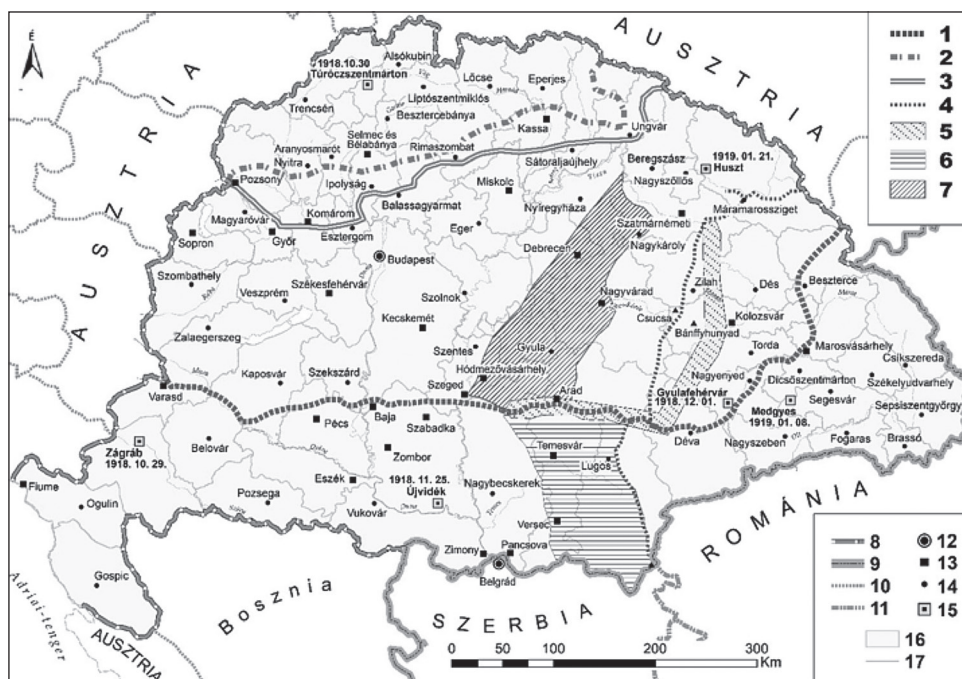 É
AUSZTRIA
AUSZTRIA
1918.10.30
Túróczszentmárton
Alsókubin
Lőcse
Eperjes
Trencsén
Liptószentmiklós
Besztercebánya
Kassa
Ungvár
Selmec és
Bélabánya
Aranyosmarót
Nyitra
Rimaszombat
Sátoraljaújhely
Beregszász
1919. 01. 21.
Huszt
Nagyszőllős
Pozsony
Ipolyság
Balassagyarmat
Miskolc
Nyíregyháza
Máramarossziget
Magyaróvár
Komárom
Sopron
Győr
Esztergom
Eger
Szatmárnémeti
Nagykároly
Debrecen
Budapest
Szombathely
Veszprém
Székesfehérvár
Szolnok
Zilah
Dés
Beszterce
Nagyvárad
Kecskemét
Csucsa
Kolozsvár
Bánffyhunyad
Zalaegerszeg
Szentes
Gyula
Torda
Marosvásárhely
Csíkszereda
Hódmezővásárhely
Kaposvár
Szekszárd
Szeged
Arad
Nagyenyed
Dicsőszentmárton
Székelyudvarhely
Gyulafehérvár
1918. 12. 01.
Segesvár
Sepsiszentgyörgy
Medgyes
1919. 01. 08.
Varasd
Baja
Pécs
Szabadka
Déva
Nagyszeben
Fogaras
Brassó
Zágráb
1918. 10. 29.
Belovár
Zombor
Temesvár
Lugos
Eszék
1918. 11. 25.
Újvidék
Nagybecskerek
Fiume
Ogulin
Pozsega
Vukovár
Versec
Zimony
Pancsova
Belgrád
Gospic
Adriai-tenger
AUSZTRIA
Bosznia
SZERBIA
ROMÁNIA
0 50 100 200 300
Km
1
2
3
4
5
6
7
8 12
9 13
10 14
11 15
16
17